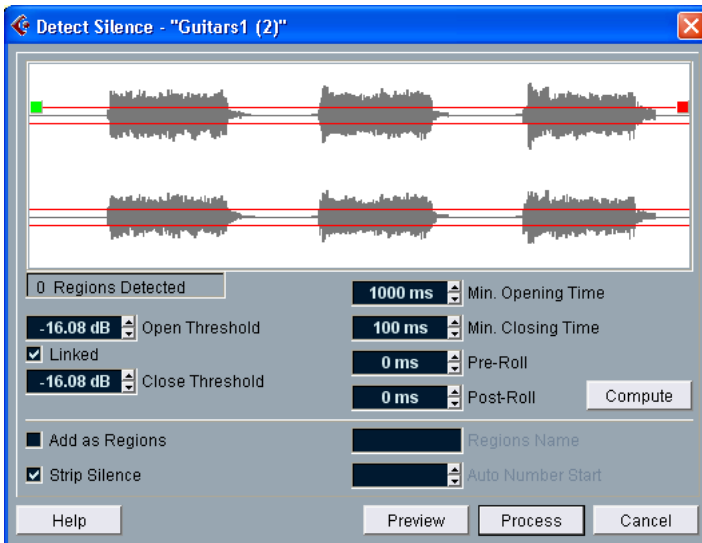 Detect Silence - "Guitars1 (2)"
0 Regions Detected
-16.08 dB Open Threshold
Linked
-16.08 dB Close Threshold
1000 ms Min. Opening Time
100 ms Min. Closing Time
0 ms Pre-Roll
0 ms Post-Roll
Compute
Add as Regions
Regions Name
Strip Silence
Auto Number Start
Help
Preview
Process
Cancel